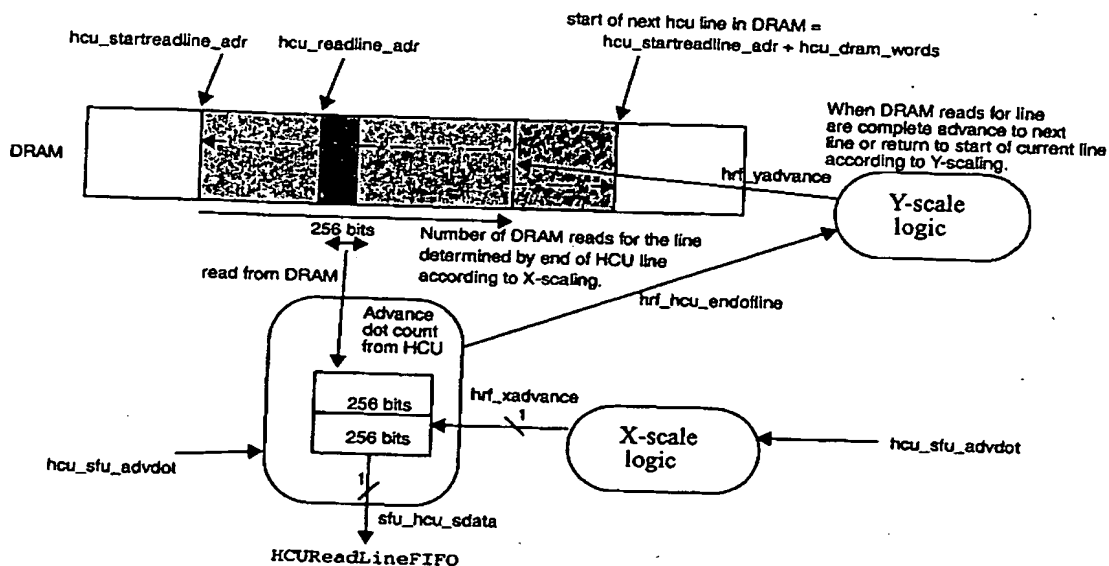 start of next hcu line in DRAM =
hcu_startreadline_adr + hcu_dram_words
hcu_startreadline_adr
hcu_readline_adr
DRAM
When DRAM reads for line
are complete advance to next
line or return to start of current line
according to Y-scaling.
hrf_yadvance
Y-scale
logic
256 bits
Number of DRAM reads for the line
determined by end of HCU line
according to X-scaling.
read from DRAM
hrf_hcu_endofline
Advance
dot count
from HCU
256 bits
256 bits
hrf_xadvance
1
X-scale
logic
hcu_sfu_advdot
hcu_sfu_advdot
1
sfu_hcu_sdata
HCUReadLineFIFO